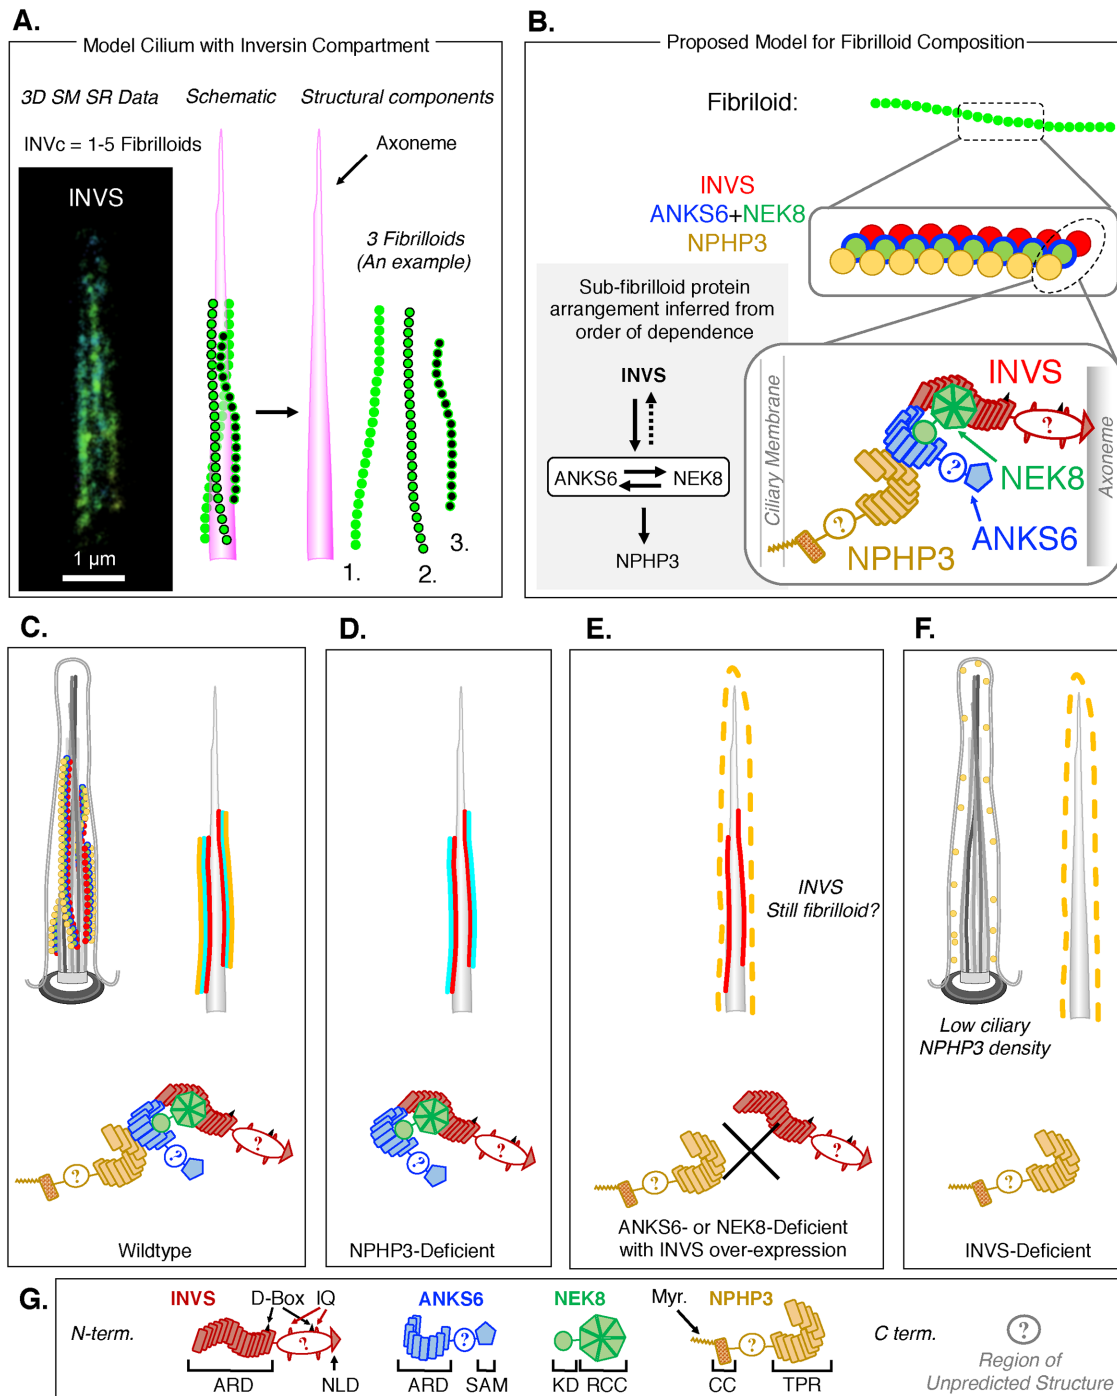 A.
Model Cilium with Inversin Compartment
3D SM SR Data
Schematic
Structural components
INVc = 1-5 Fibrilloids
INVS
1 μm
Axoneme
3 Fibrilloids
(An example)
1.
2.
3.
B.
Proposed Model for Fibrilloid Composition
Fibriloid:
INVS
ANKS6+NEK8
NPHP3
Sub-fibrilloid protein
arrangement inferred from
order of dependence
INVS
ANKS6
NEK8
NPHP3
Ciliary Membrane
INVS
?
NEK8
?
ANKS6
?
NPHP3
Axoneme
C.
?
?
?
Wildtype
D.
?
?
NPHP3-Deficient
E.
INVS
Still fibrilloid?
?
?
ANKS6- or NEK8-Deficient
with INVS over-expression
F.
Low ciliary
NPHP3 density
?
INVS-Deficient
G.
N-term.
INVS
D-Box
IQ
?
ARD
NLD
ANKS6
?
ARD
SAM
NEK8
KD
RCC
Myr.
NPHP3
?
CC
TPR
C term.
?
Region of
Unpredicted Structure